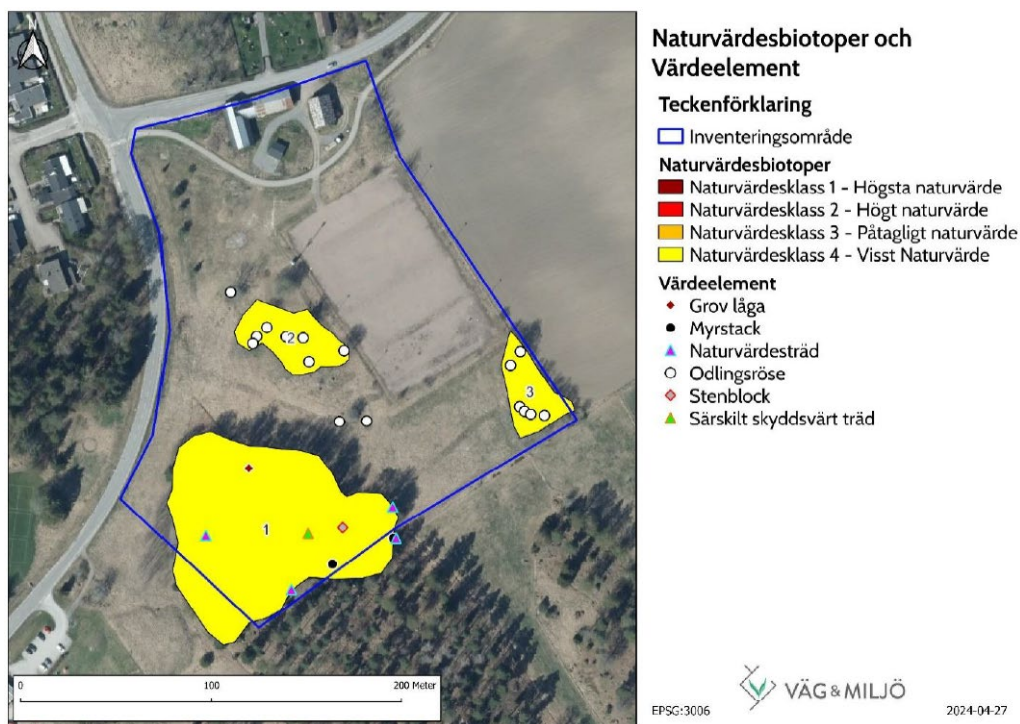 N
2
3
1
0
100
200 Meter
Naturvärdesbiotoper och
Värdeelement
Teckenförklaring
Inventeringsområde
Naturvärdesbiotoper
Naturvärdesklass 1 - Högsta naturvärde
Naturvärdesklass 2 - Högt naturvärde
Naturvärdesklass 3 - Påtagligt naturvärde
Naturvärdesklass 4 - Visst Naturvärde
Värdeelement
Grov låga
Myrstack
Naturvärdesträd
Odlingsröse
Stenblock
Särskilt skyddsvärt träd
VÄG & MILJÖ
EPSG:3006
2024-04-27